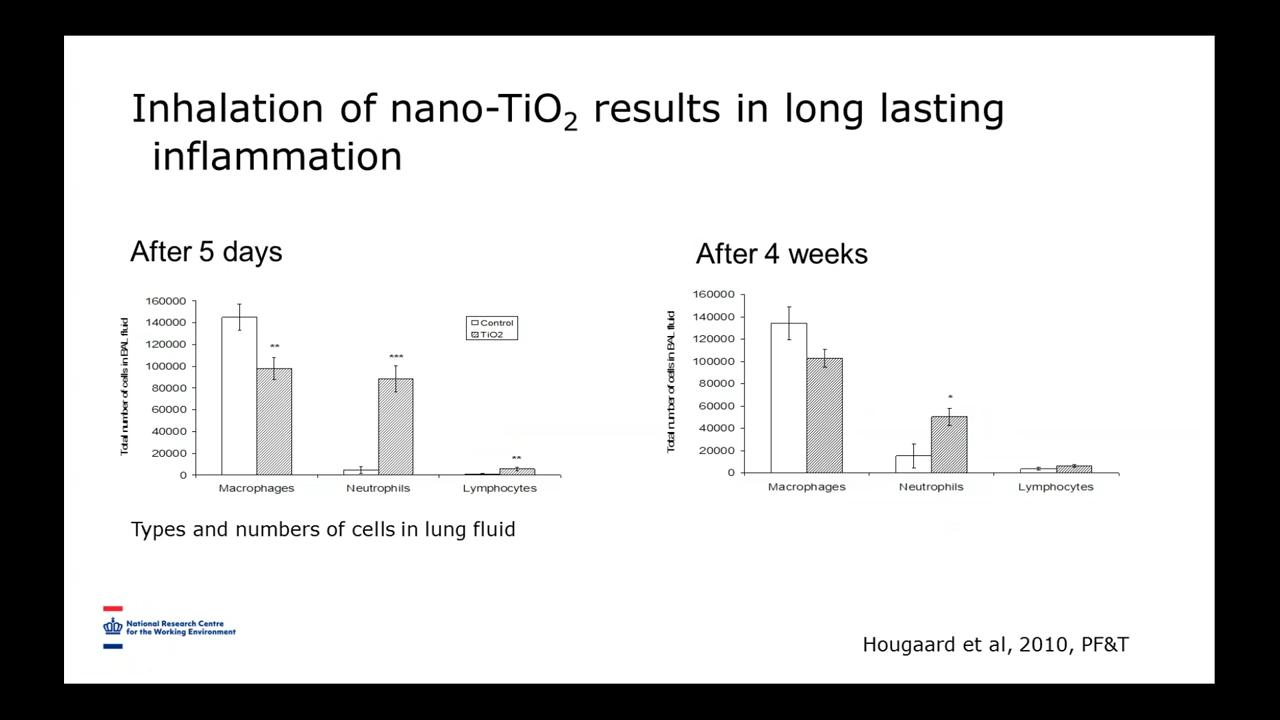 Inhalation of nano-TiO₂ results in long lasting
inflammation
After 5 days
Total number of cells in BAL fluid
160000
140000
120000
100000
80000
60000
40000
20000
0
**
***
**
Control
TiO2
Macrophages
Neutrophils
Lymphocytes
Types and numbers of cells in lung fluid
After 4 weeks
Total number of cells in BAL fluid
160000
140000
120000
100000
80000
60000
40000
20000
0
*
Macrophages
Neutrophils
Lymphocytes
National Research Centre
for the Working Environment
Hougaard et al, 2010, PF&T